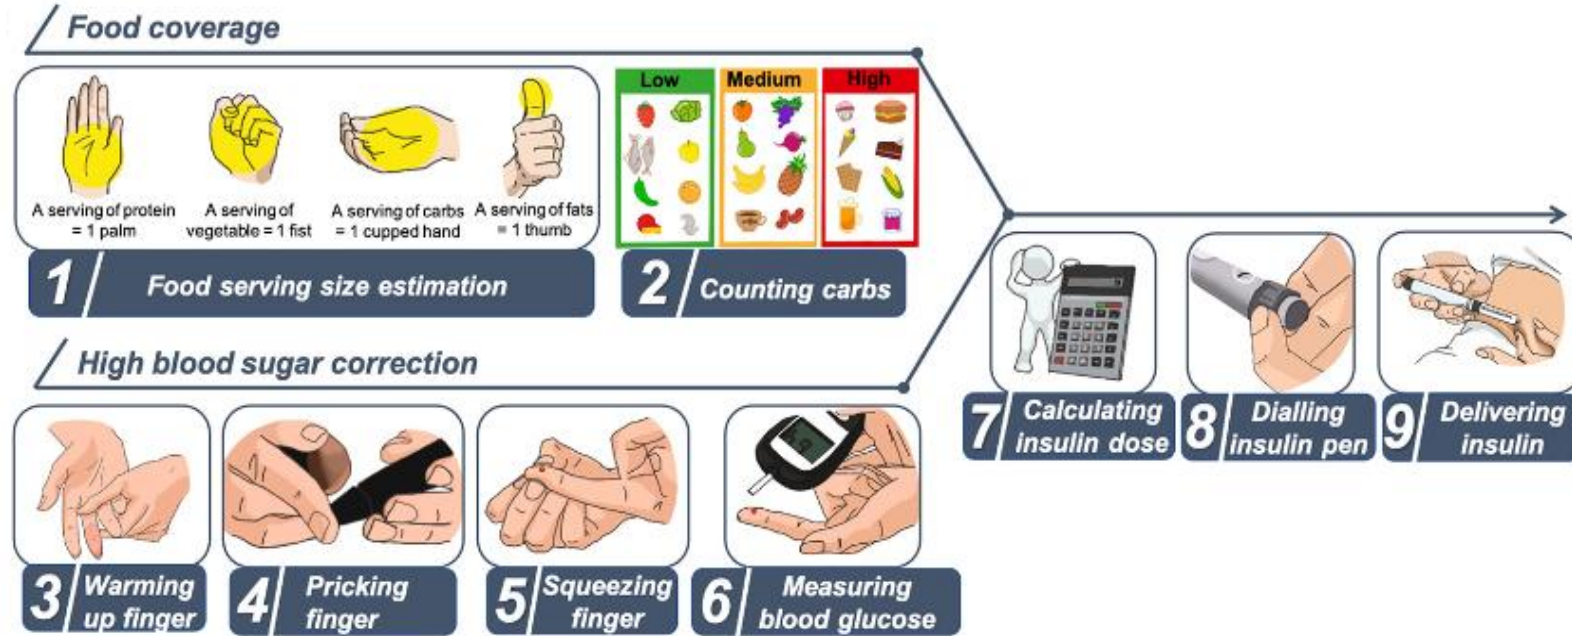 Food coverage
A serving of protein
= 1 palm
A serving of
vegetable = 1 fist
A serving of carbs
= 1 cupped hand
A serving of fats
= 1 thumb
Low
Medium
High
1 Food serving size estimation
2 Counting carbs
High blood sugar correction
3 Warming
up finger
4 Pricking
finger
5 Squeezing
finger
6 Measuring
blood glucose
7 Calculating
insulin dose
8 Dialling
insulin pen
9 Delivering
insulin